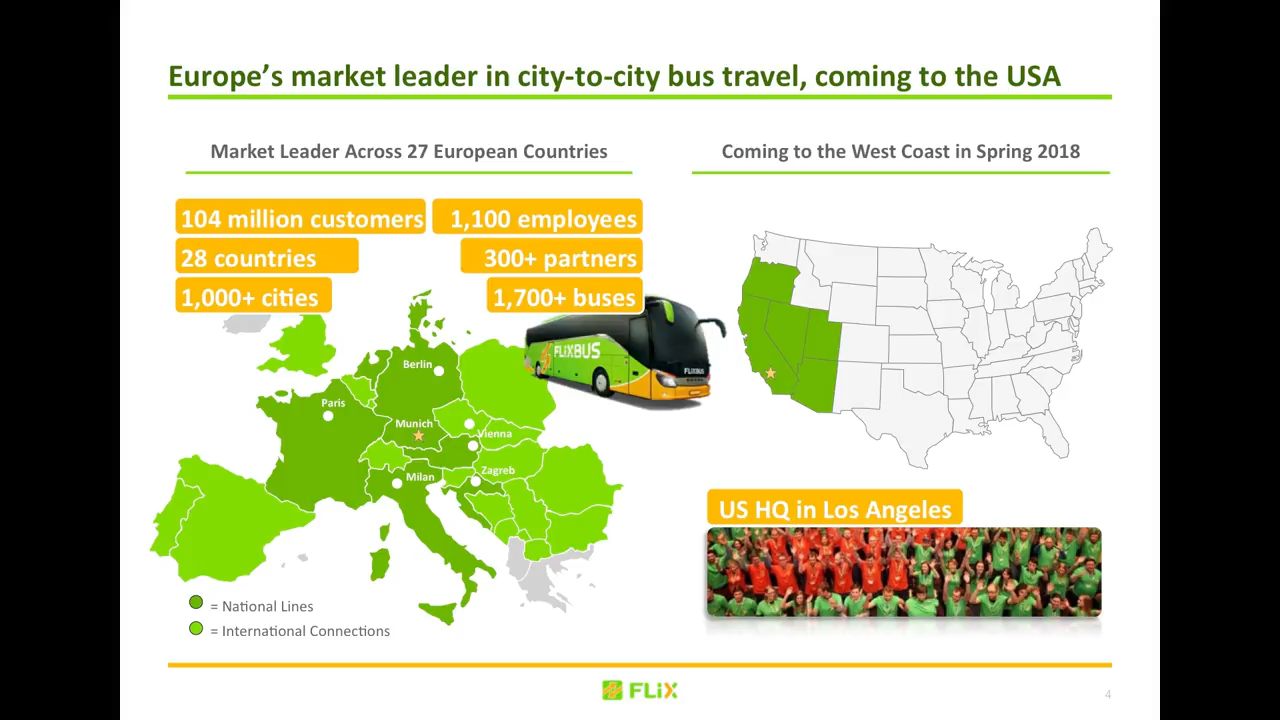 Europe’s market leader in city-to-city bus travel, coming to the USA
Market Leader Across 27 European Countries
Coming to the West Coast in Spring 2018
104 million customers
1,100 employees
28 countries
300+ partners
1,000+ cities
1,700+ buses
FLiXBUS
FLiXBUS
Berlin
Paris
Munich
Vienna
Zagreb
Milan
US HQ in Los Angeles
= National Lines
= International Connections
FLiX
4